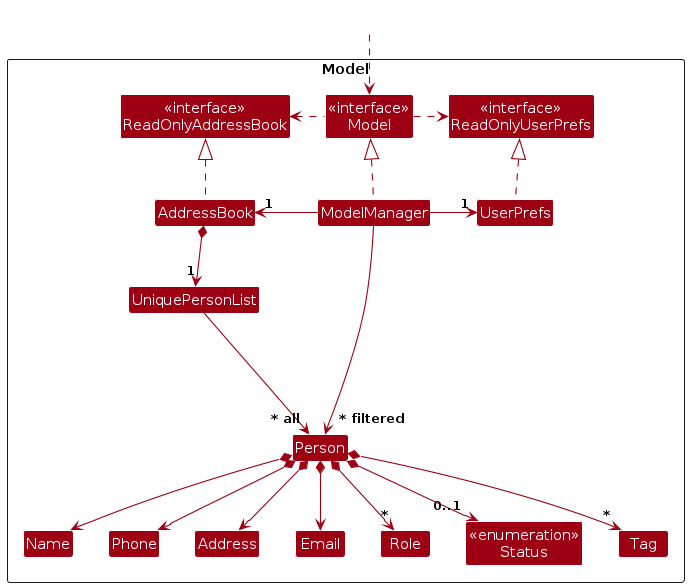 Model
«interface»
ReadOnlyAddressBook
«interface»
Model
«interface»
ReadOnlyUserPrefs
AddressBook
1
ModelManager
1
UserPrefs
1
UniquePersonList
* all
* filtered
Person
*
0..1
*
Name
Phone
Address
Email
Role
«enumeration»
Status
Tag